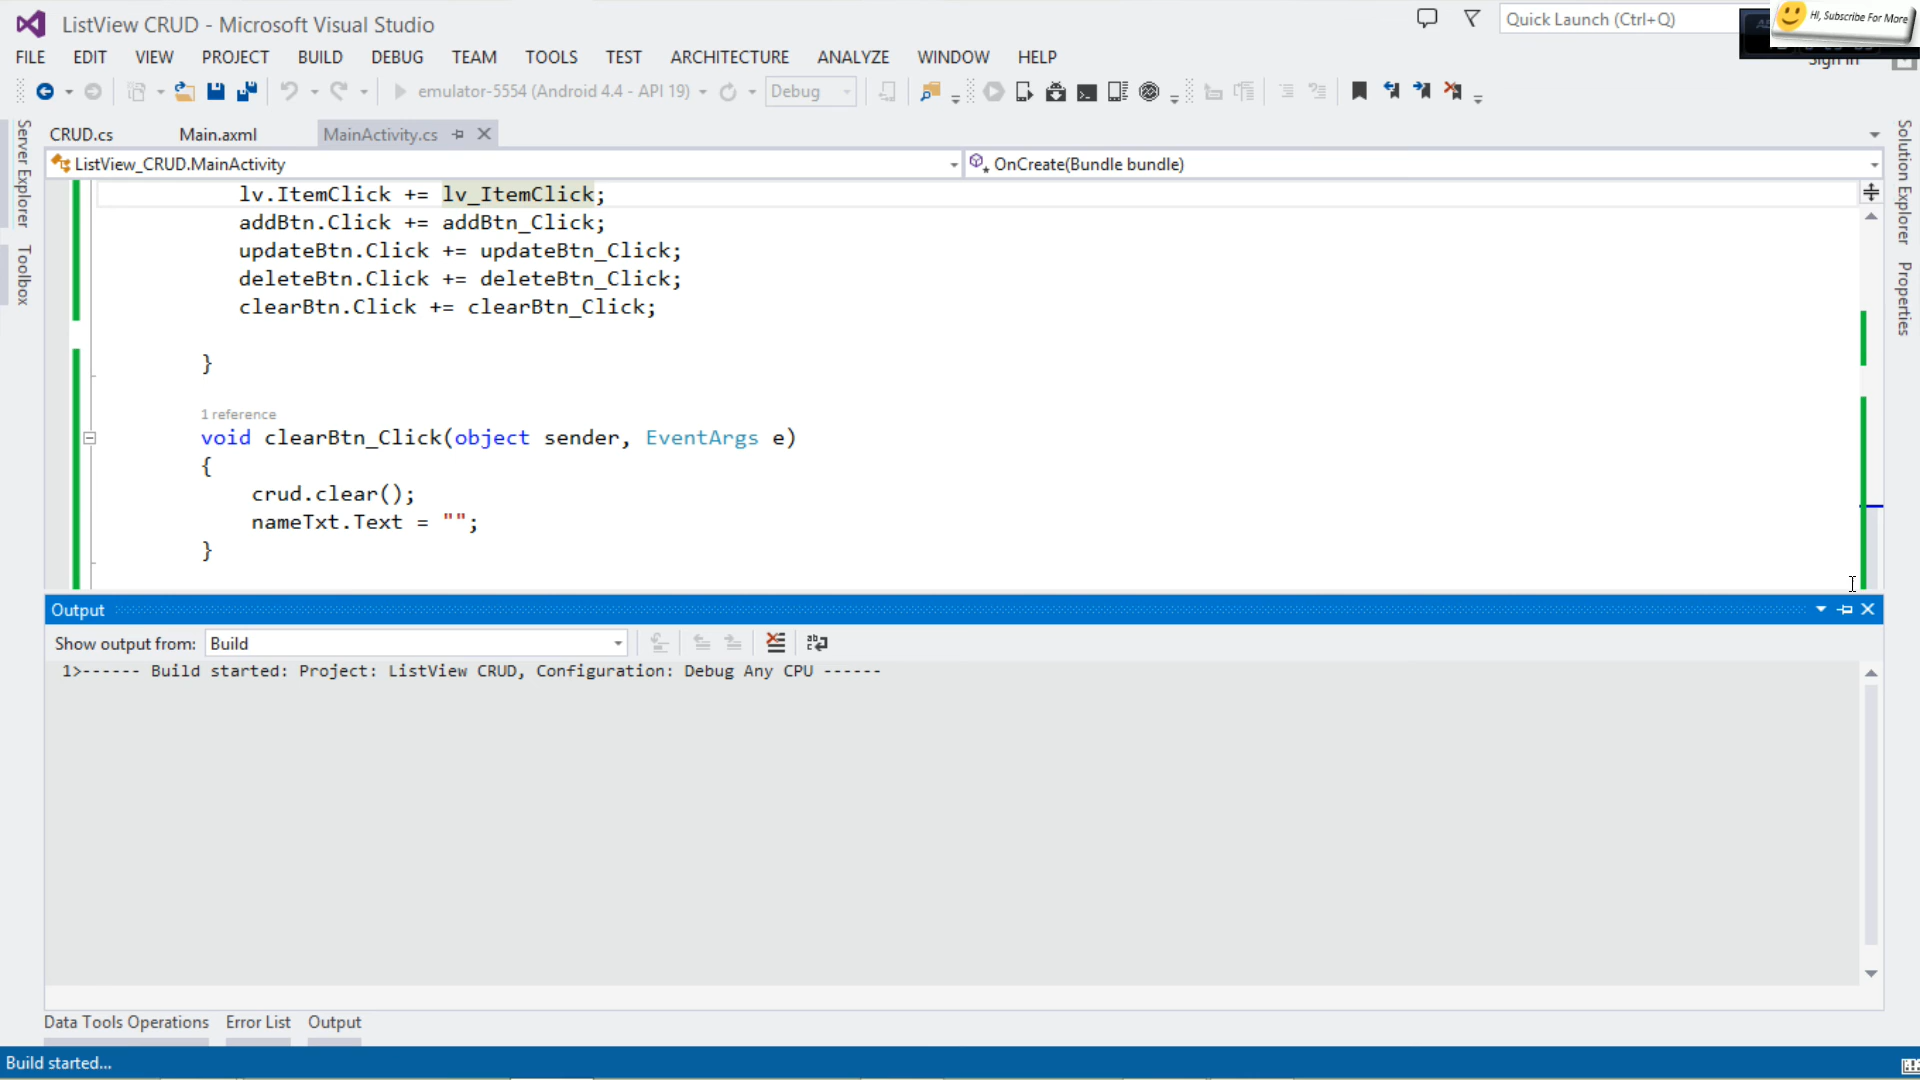 ListView CRUD - Microsoft Visual Studio
Quick Launch (Ctrl+Q)
HI, Subscribe For More
FILE EDIT VIEW PROJECT BUILD DEBUG TEAM TOOLS TEST ARCHITECTURE ANALYZE WINDOW HELP
Sign in
emulator-5554 (Android 4.4 - API 19)
Debug
CRUD.cs Main.axml MainActivity.cs
ListView_CRUD.MainActivity
OnCreate(Bundle bundle)
Server Explorer
Toolbox
Solution Explorer
Properties
lv.ItemClick += lv_ItemClick;
addBtn.Click += addBtn_Click;
updateBtn.Click += updateBtn_Click;
deleteBtn.Click += deleteBtn_Click;
clearBtn.Click += clearBtn_Click;
}
1 reference
void clearBtn_Click(object sender, EventArgs e)
{
crud.clear();
nameTxt.Text = "";
}
Output
Show output from: Build
1>------ Build started: Project: ListView CRUD, Configuration: Debug Any CPU ------
Data Tools Operations Error List Output
Build started...